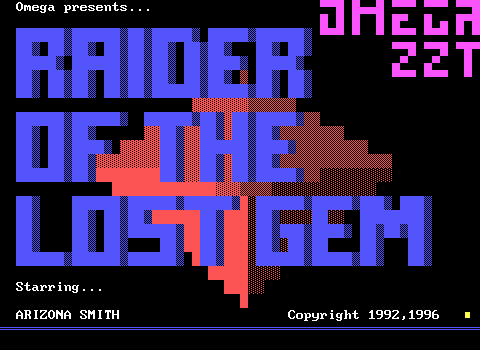 Omega presents...
OMEGA
ZZT
RAIDER
OF THE
LOST GEM
Starring...
ARIZONA SMITH
Copyright 1992,1996